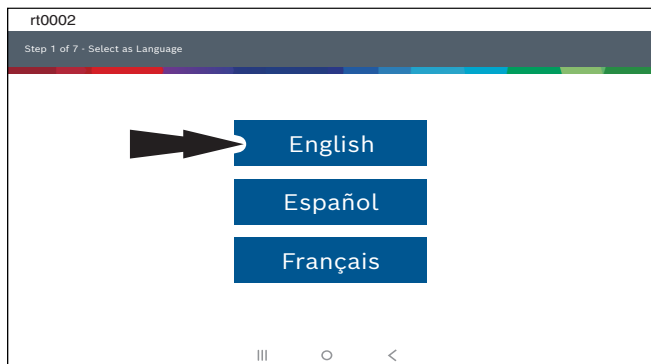 rt0002
Step 1 of 7 - Select as Language
English
Español
Français